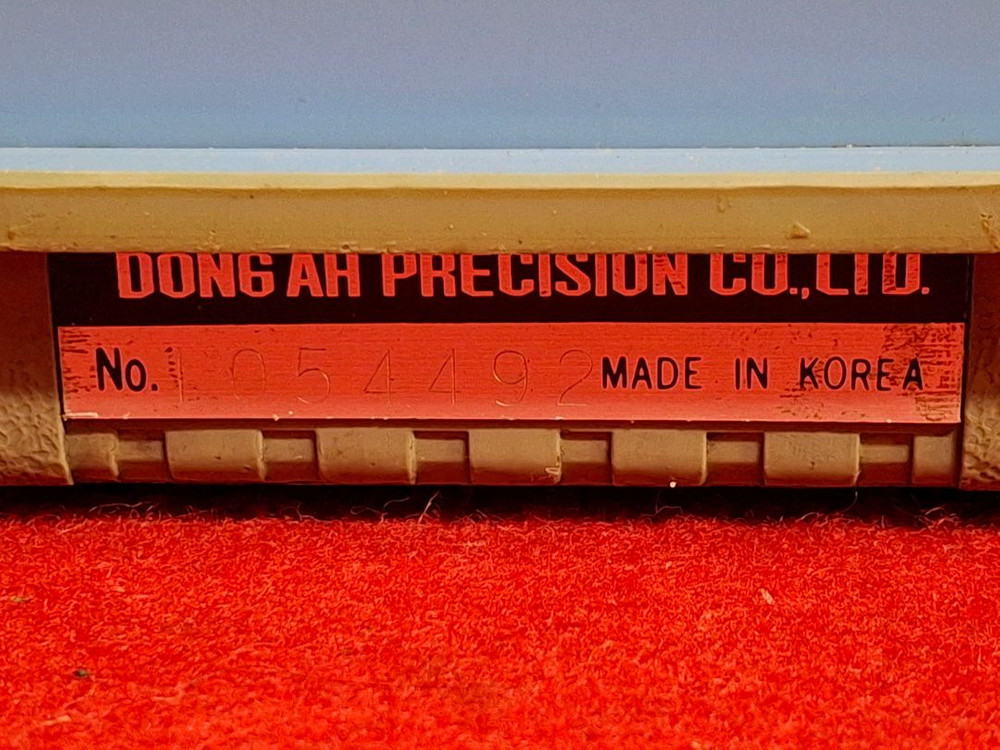 DONG AH PRECISION CO.,LTD.
No. 1054492 MADE IN KOREA